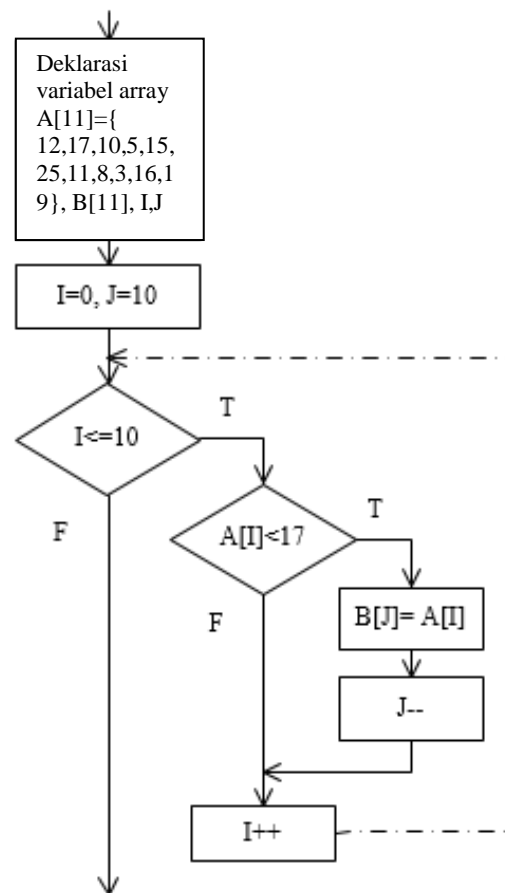 Deklarasi
variabel array
A[11]={
12,17,10,5,15,
25,11,8,3,16,1
9}, B[11], I,J
I=0, J=10
I<=10
T
F
A[I]<17
T
F
B[J]= A[I]
J--
I++